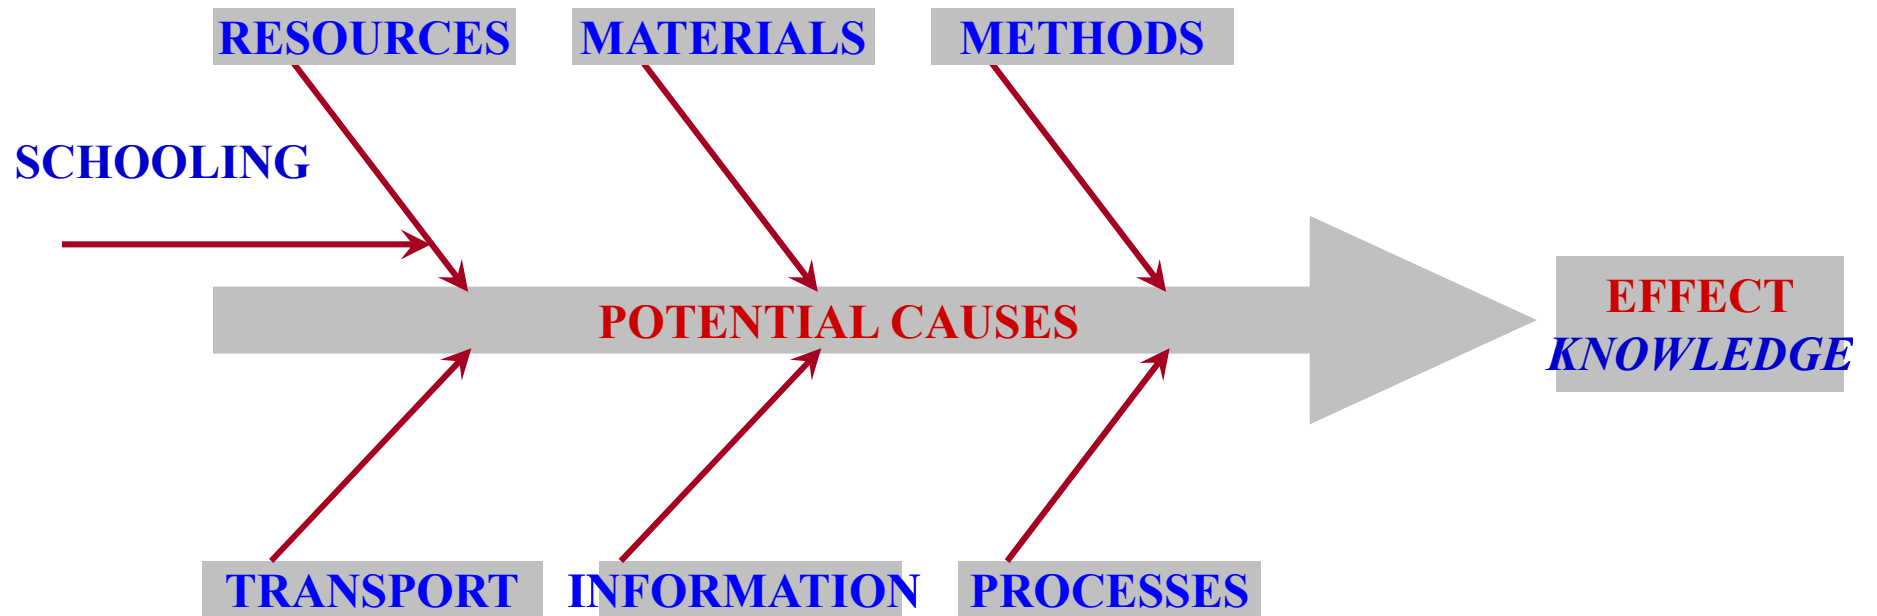 RESOURCES
MATERIALS
METHODS
SCHOOLING
POTENTIAL CAUSES
EFFECT
KNOWLEDGE
TRANSPORT
INFORMATION
PROCESSES